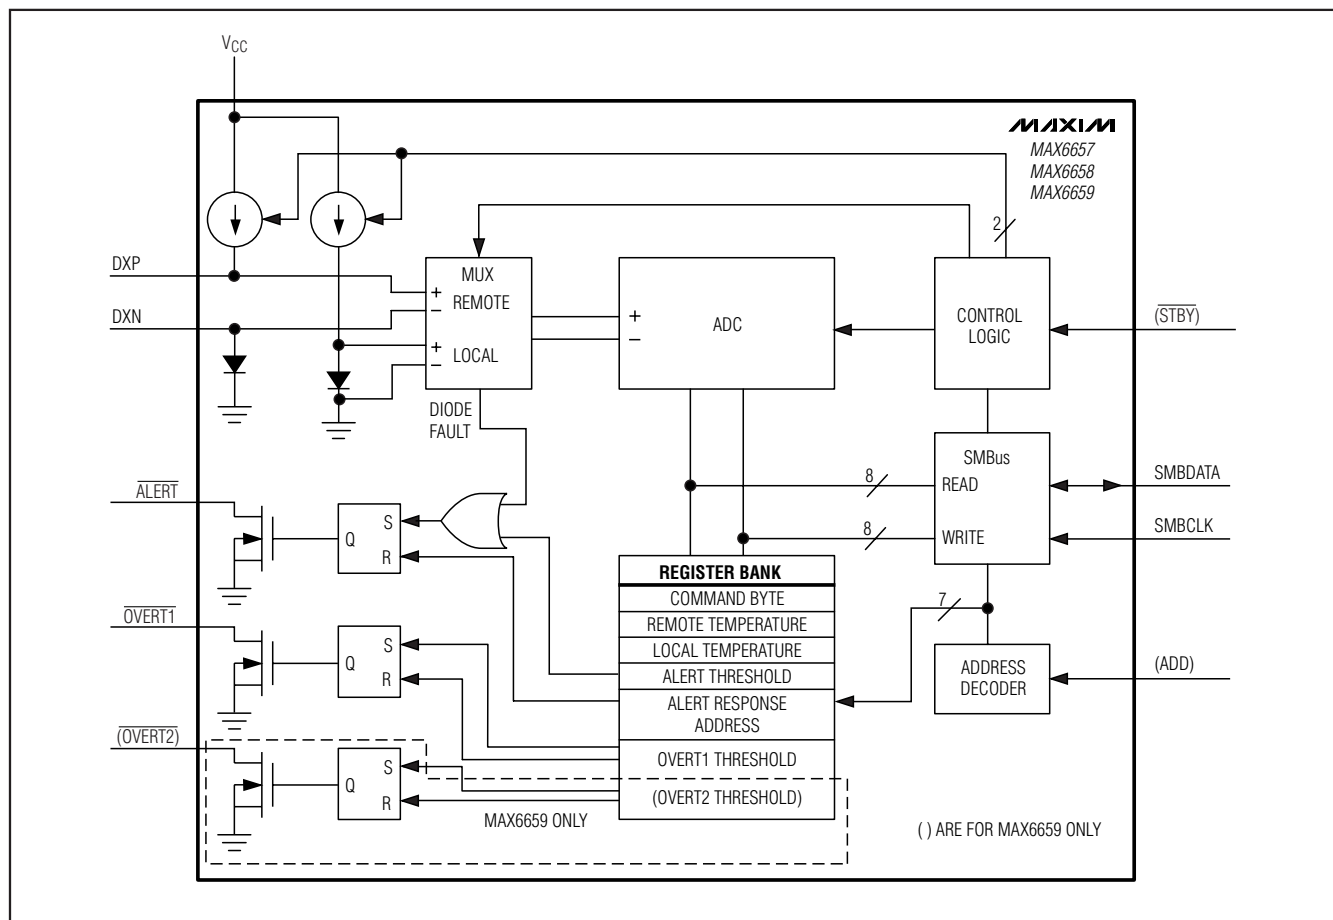 VCC
MAXIM
MAX6657
MAX6658
MAX6659
2
DXP
DXN
MUX
+
REMOTE
−
+
LOCAL
−
DIODE
FAULT
+
ADC
−
CONTROL
LOGIC
(STBY)
SMBus
8
READ
SMBDATA
8
WRITE
SMBCLK
ALERT
S
Q
R
OVERT1
S
Q
R
(OVERT2)
S
Q
R
MAX6659 ONLY
REGISTER BANK
COMMAND BYTE
REMOTE TEMPERATURE
LOCAL TEMPERATURE
ALERT THRESHOLD
ALERT RESPONSE
ADDRESS
OVERT1 THRESHOLD
(OVERT2 THRESHOLD)
7
ADDRESS
DECODER
(ADD)
( ) ARE FOR MAX6659 ONLY